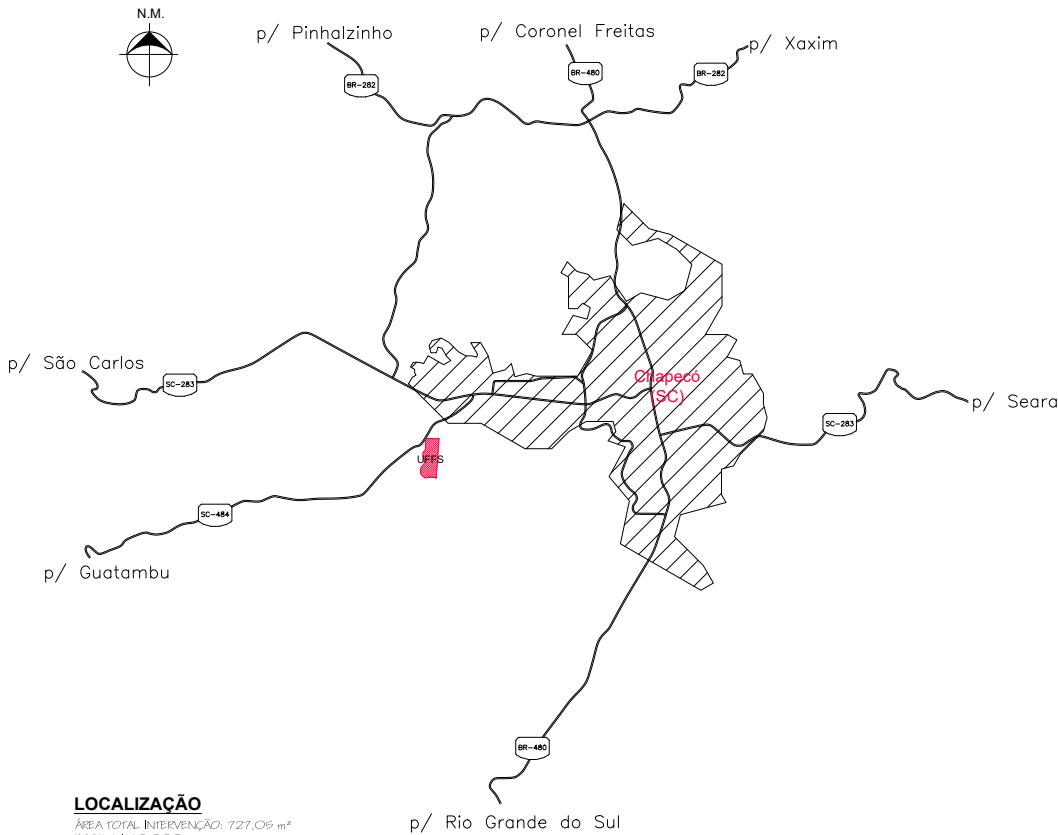 N.M.
p/ Pinhalzinho
p/ Coronel Freitas
p/ Xaxim
BR-282
BR-480
BR-282
p/ São Carlos
SC-283
Chapecó
(SC)
p/ Seara
SC-283
UFFS
SC-484
p/ Guatambu
BR-480
p/ Rio Grande do Sul
LOCALIZAÇÃO
ÁREA TOTAL INTERVENÇÃO: 727,05 m²